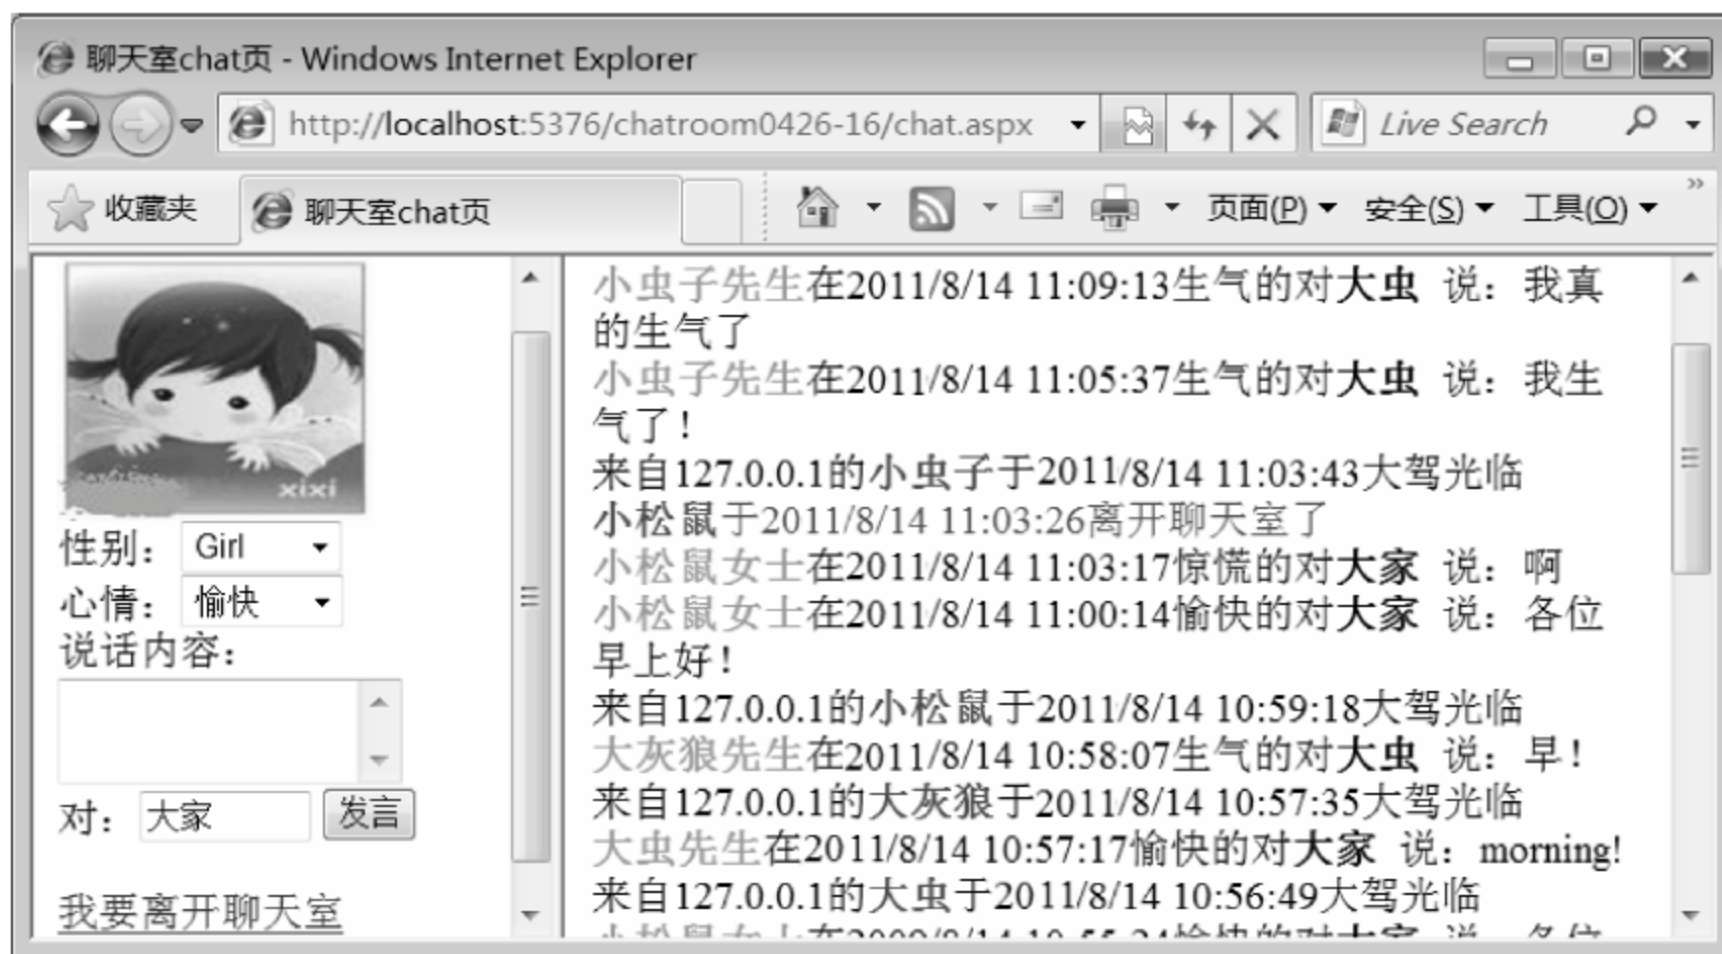 聊天室chat页 - Windows Internet Explorer
http://localhost:5376/chatroom0426-16/chat.aspx
Live Search
收藏夹
聊天室chat页
页面(P)
安全(S)
工具(O)
xixi
性别：
Girl
心情：
愉快
说话内容：
对：
大家
发言
我要离开聊天室
小虫子先生在2011/8/14 11:09:13生气的对大虫 说：我真
的生气了
小虫子先生在2011/8/14 11:05:37生气的对大虫 说：我生
气了！
来自127.0.0.1的小虫子于2011/8/14 11:03:43大驾光临
小松鼠于2011/8/14 11:03:26离开聊天室了
小松鼠女士在2011/8/14 11:03:17惊慌的对大家 说：啊
小松鼠女士在2011/8/14 11:00:14愉快的对大家 说：各位
早上好！
来自127.0.0.1的小松鼠于2011/8/14 10:59:18大驾光临
大灰狼先生在2011/8/14 10:58:07生气的对大虫 说：早！
来自127.0.0.1的大灰狼于2011/8/14 10:57:35大驾光临
大虫先生在2011/8/14 10:57:17愉快的对大家 说：morning!
来自127.0.0.1的大虫于2011/8/14 10:56:49大驾光临